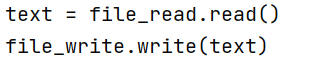 text = file_read.read()
file_write.write(text)